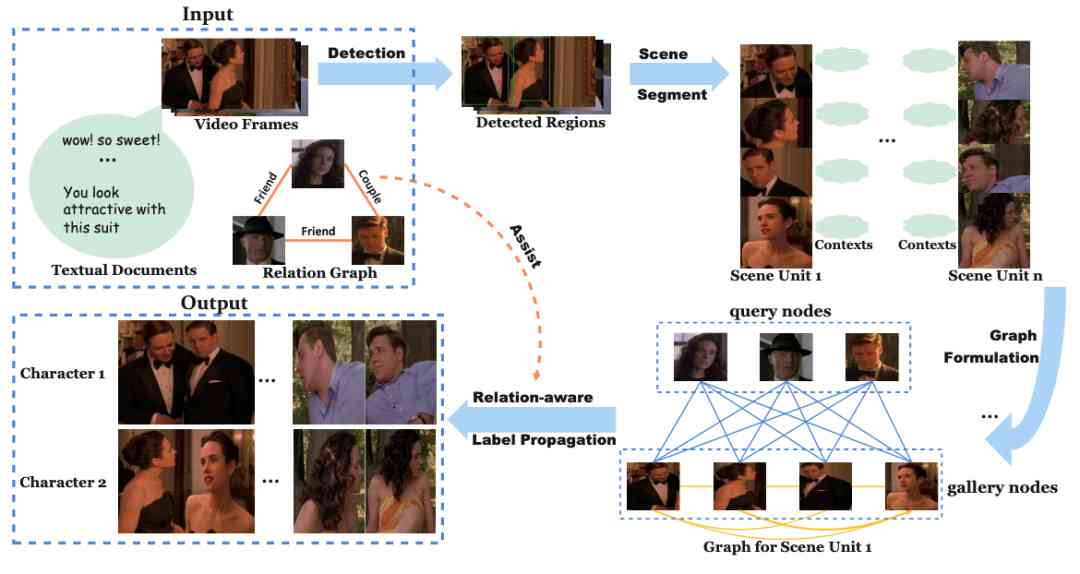 Input
Detection
Video Frames
wow! so sweet!
...
You look
attractive with
this suit
Textual Documents
Friend
Couple
Friend
Relation Graph
Detected Regions
Scene
Segment
...
Contexts
Contexts
Scene Unit 1
Scene Unit n
Assist
Graph
Formulation
...
query nodes
gallery nodes
Graph for Scene Unit 1
Relation-aware
Label Propagation
Output
Character 1
...
Character 2
...